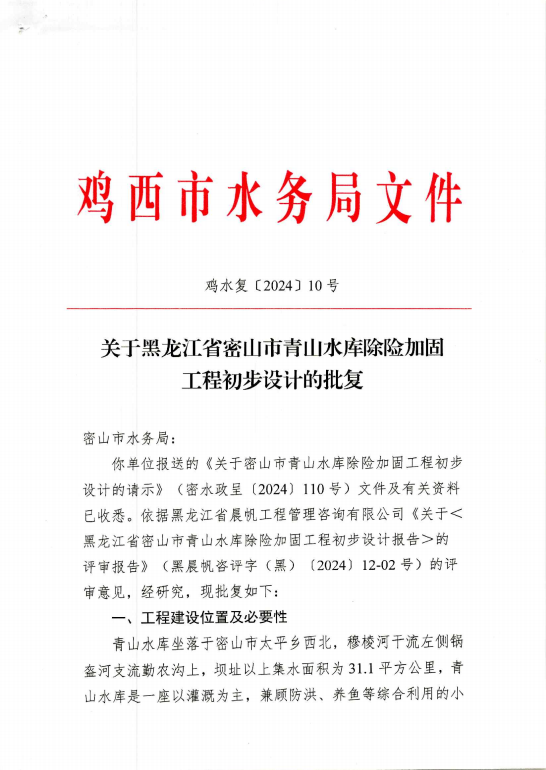 鸡西市水务局文件
鸡水复〔2024〕10 号
关于黑龙江省密山市青山水库除险加固
工程初步设计的批复
密山市水务局：
你单位报送的《关于密山市青山水库除险加固工程初步
设计的请示》（密水政呈〔2024〕110 号）文件及有关资料
已收悉。依据黑龙江省晨帆工程管理咨询有限公司《关于＜
黑龙江省密山市青山水库除险加固工程初步设计报告＞的
评审报告》（黑晨帆咨评字（黑）〔2024〕12-02 号）的评
审意见，经研究，现批复如下：
一、工程建设位置及必要性
青山水库坐落于密山市太平乡西北，穆棱河干流左侧锅
盔河支流勤农沟上，坝址以上集水面积为 31.1 平方公里，青
山水库是一座以灌溉为主，兼顾防洪、养鱼等综合利用的小